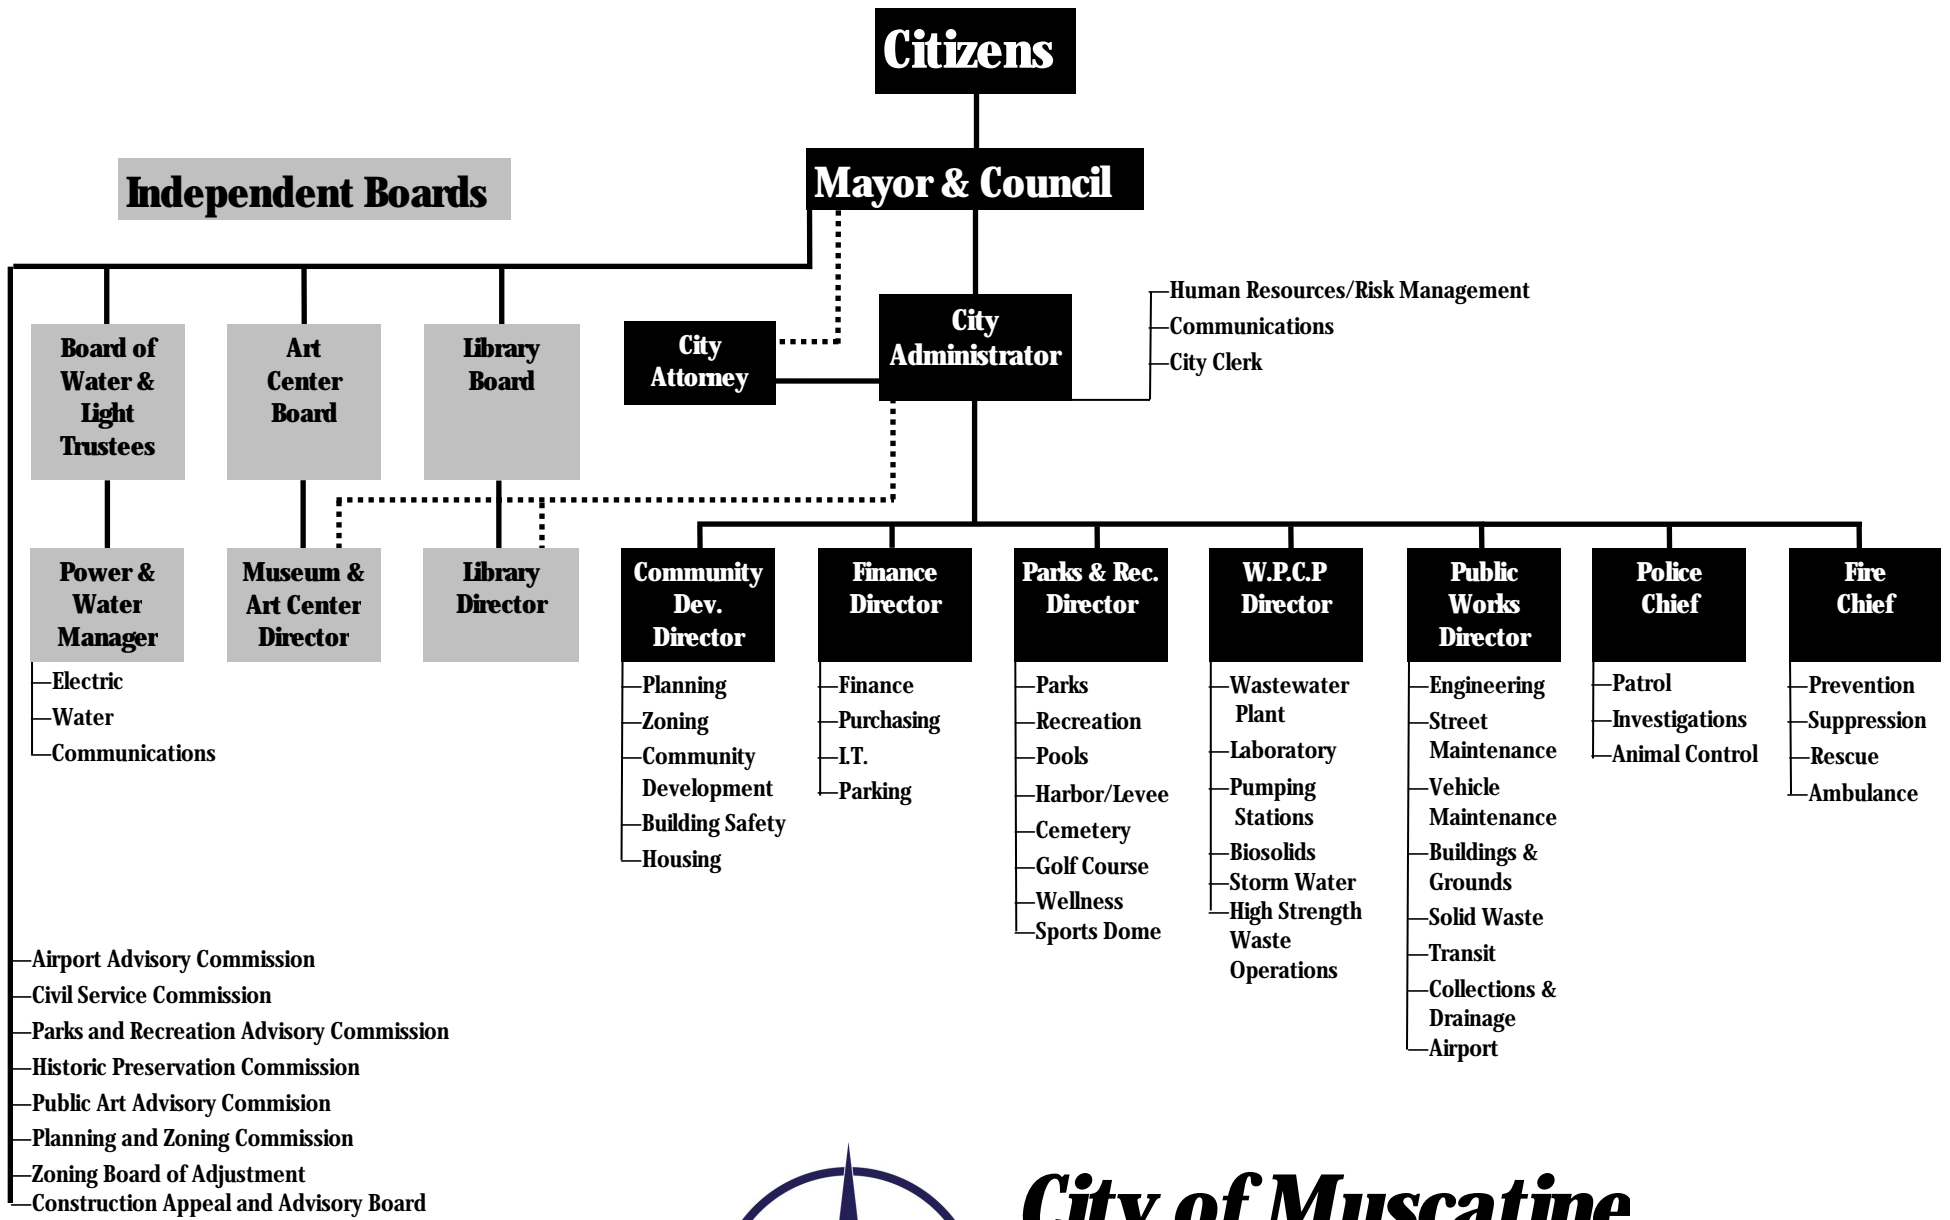 Citizens
Mayor & Council
Independent Boards
Human Resources/Risk Management
Communications
City Clerk
City
Administrator
City
Attorney
Board of
Water &
Light
Trustees
Art
Center
Board
Library
Board
Power &
Water
Manager
Electric
Water
Communications
Museum &
Art Center
Director
Library
Director
Community
Dev.
Director
Planning
Zoning
Community
Development
Building Safety
Housing
Finance
Director
Finance
Purchasing
I.T.
Parking
Parks & Rec.
Director
Parks
Recreation
Pools
Harbor/Levee
Cemetery
Golf Course
Wellness
Sports Dome
W.P.C.P
Director
Wastewater
Plant
Laboratory
Pumping
Stations
Biosolids
Storm Water
High Strength
Waste
Operations
Public
Works
Director
Engineering
Street
Maintenance
Vehicle
Maintenance
Buildings &
Grounds
Solid Waste
Transit
Collections &
Drainage
Airport
Police
Chief
Patrol
Investigations
Animal Control
Fire
Chief
Prevention
Suppression
Rescue
Ambulance
Airport Advisory Commission
Civil Service Commission
Parks and Recreation Advisory Commission
Historic Preservation Commission
Public Art Advisory Commision
Planning and Zoning Commission
Zoning Board of Adjustment
Construction Appeal and Advisory Board
City of Muscatine